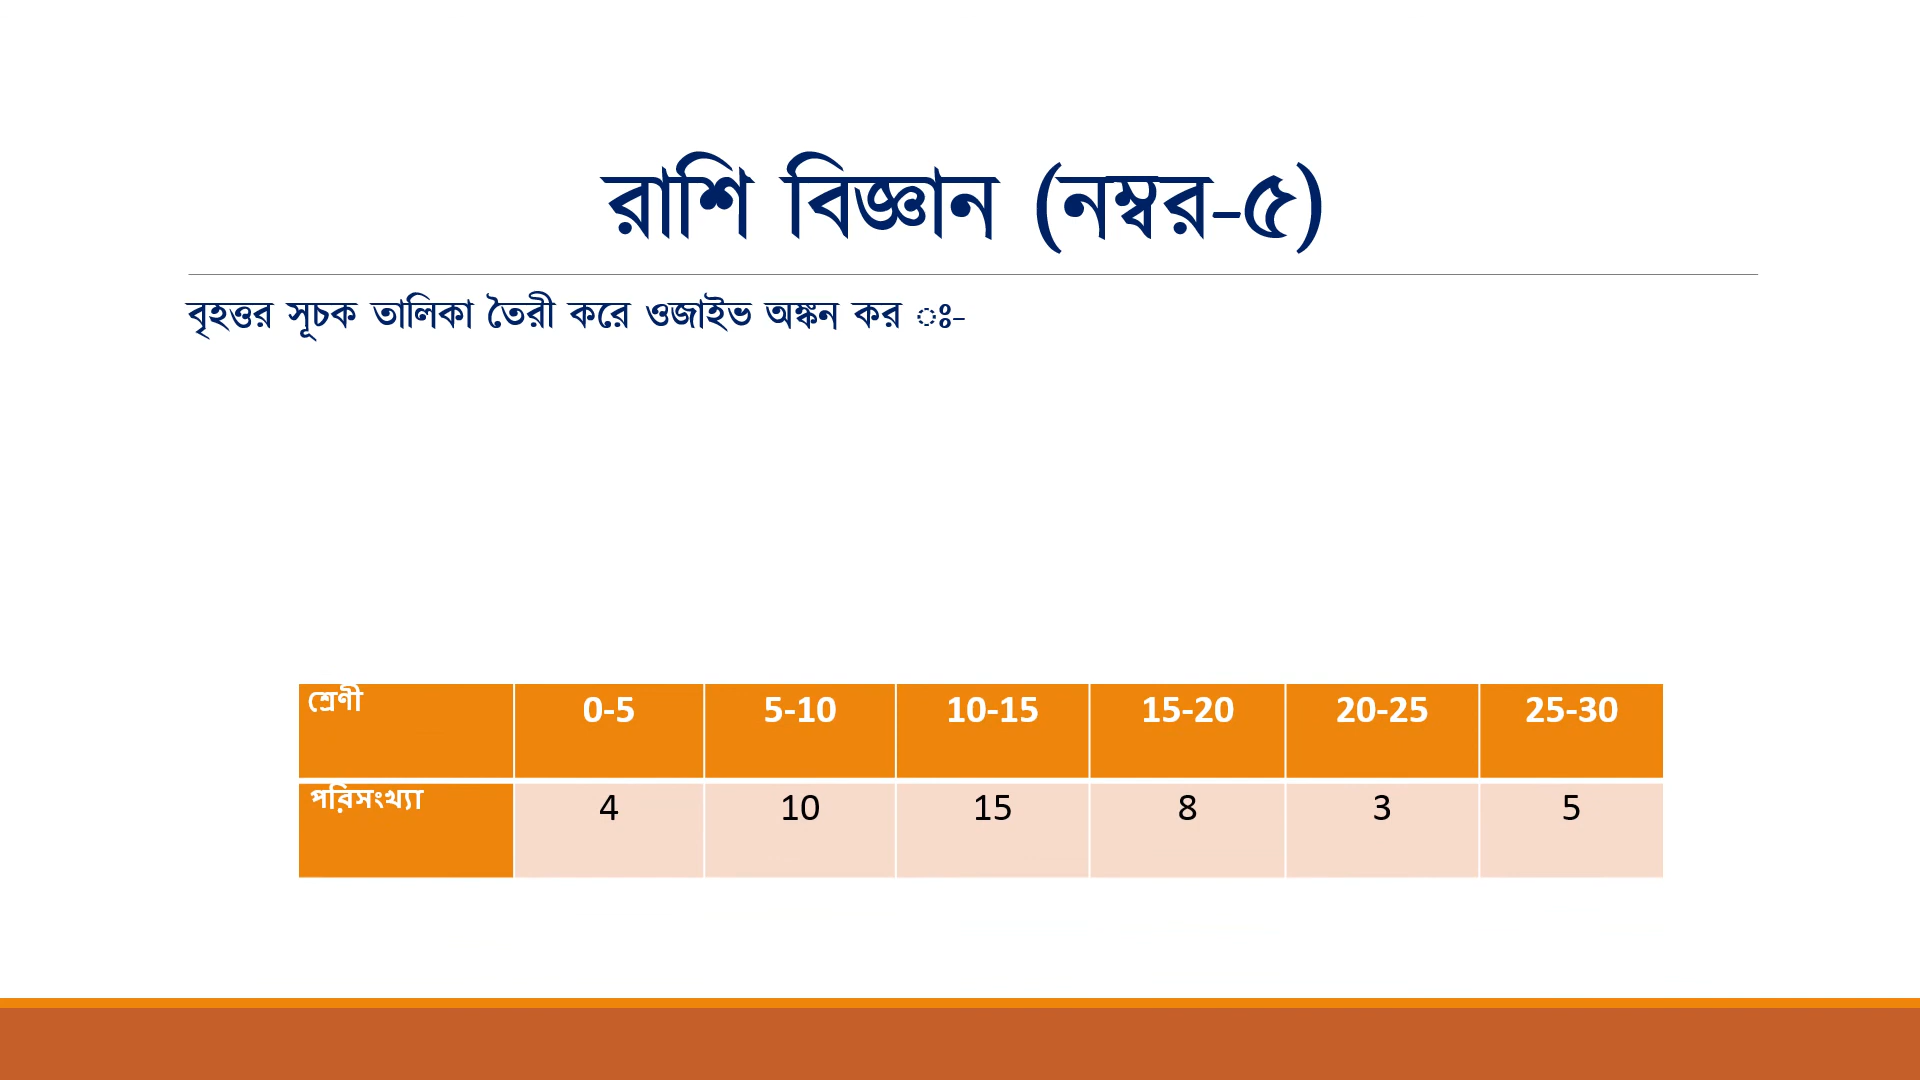 রাশি বিজ্ঞান (নম্বর-৫)
বৃহত্তর সূচক তালিকা তৈরী করে ওজাইভ অঙ্কন কর ঃ-
শ্রেণী 0-5 5-10 10-15 15-20 20-25 25-30
পরিসংখ্যা 4 10 15 8 3 5